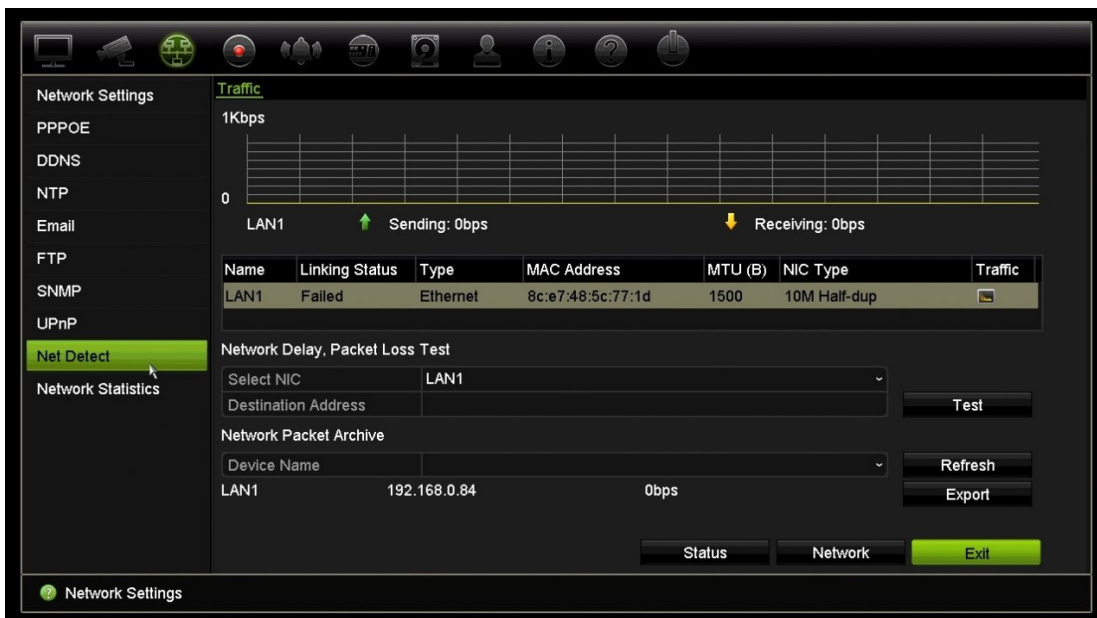 Network Settings
PPPOE
DDNS
NTP
Email
FTP
SNMP
UPnP
Net Detect
Network Statistics
Traffic
1Kbps
0
LAN1 Sending: 0bps Receiving: 0bps
Name Linking Status Type MAC Address MTU (B) NIC Type Traffic
LAN1 Failed Ethernet 8c:e7:48:5c:77:1d 1500 10M Half-dup
Network Delay, Packet Loss Test
Select NIC LAN1
Destination Address Test
Network Packet Archive
Device Name Refresh
LAN1 192.168.0.84 0bps Export
Status Network Exit
Network Settings